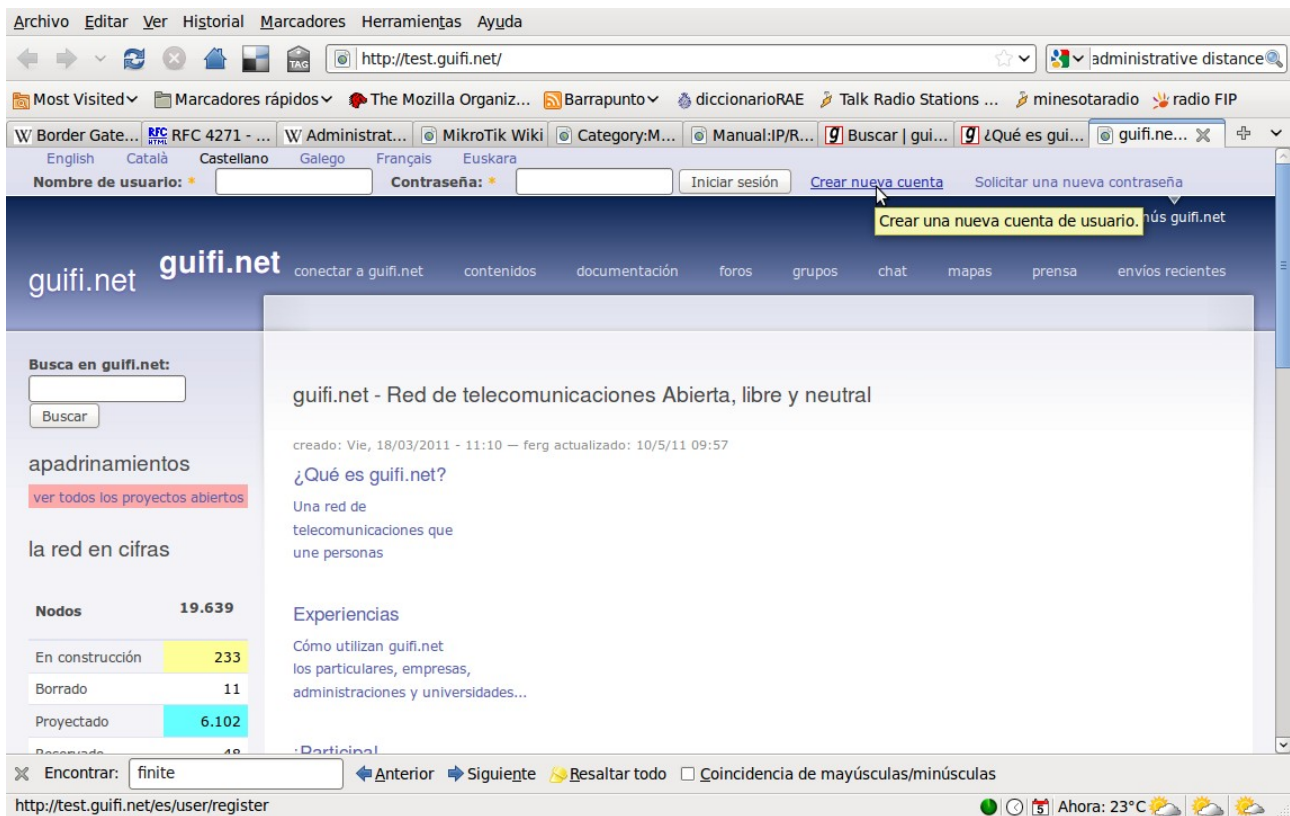 Archivo Editar Ver Historial Marcadores Herramientas Ayuda
TAG http://test.guifi.net/ administrative distance
Most Visited Marcadores rápidos The Mozilla Organiz... Barrapunto diccionarioRAE Talk Radio Stations ... minesotaradio radio FIP
W Border Gate... RFC HTML RFC 4271 - ... W Administrat... MikroTik Wiki Category:M... Manual:IP/R... g Buscar | gui... g ¿Qué es gui... guifi.ne...
English Català Castellano Galego Français Euskara
Nombre de usuario: * Contraseña: * Iniciar sesión Crear nueva cuenta Solicitar una nueva contraseña
Crear una nueva cuenta de usuario. nús guifi.net
guifi.net guifi.net conectar a guifi.net contenidos documentación foros grupos chat mapas prensa envíos recientes
Busca en guifi.net:
Buscar
apadrinamientos
ver todos los proyectos abiertos
la red en cifras
Nodos 19.639
En construcción 233
Borrado 11
Proyectado 6.102
Reservado 48
guifi.net - Red de telecomunicaciones Abierta, libre y neutral
creado: Vie, 18/03/2011 - 11:10 — ferg actualizado: 10/5/11 09:57
¿Qué es guifi.net?
Una red de
telecomunicaciones que
une personas
Experiencias
Cómo utilizan guifi.net
los particulares, empresas,
administraciones y universidades...
¡Participa!
Encontrar: finite Anterior Siguiente Resaltar todo Coincidencia de mayúsculas/minúsculas
http://test.guifi.net/es/user/register 5 Ahora: 23°C